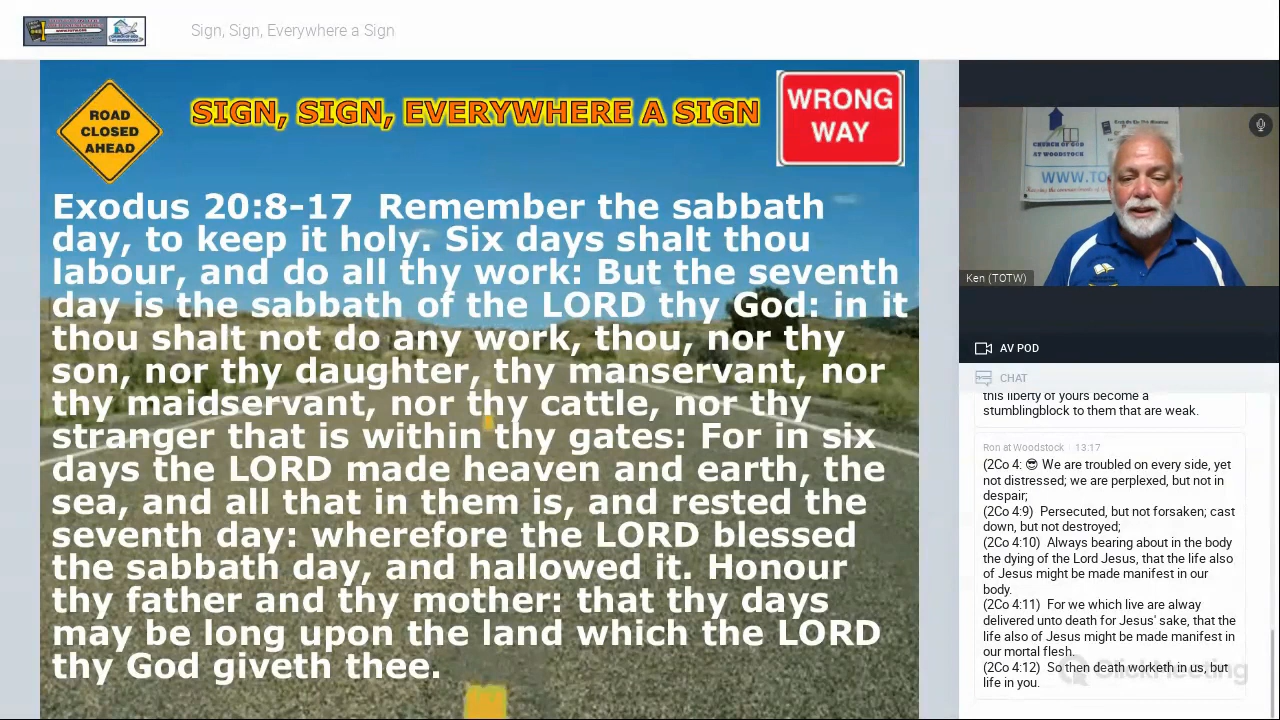 Sign, Sign, Everywhere a Sign
ROAD
CLOSED
AHEAD
SIGN, SIGN, EVERYWHERE A SIGN
WRONG
WAY
Exodus 20:8-17 Remember the sabbath
day, to keep it holy. Six days shalt thou
labour, and do all thy work: But the seventh
day is the sabbath of the LORD thy God: in it
thou shalt not do any work, thou, nor thy
son, nor thy daughter, thy manservant, nor
thy maidservant, nor thy cattle, nor thy
stranger that is within thy gates: For in six
days the LORD made heaven and earth, the
sea, and all that in them is, and rested the
seventh day: wherefore the LORD blessed
the sabbath day, and hallowed it. Honour
thy father and thy mother: that thy days
may be long upon the land which the LORD
thy God giveth thee.
CHURCH OF GOD
AT WOODSTOCK
WWW.TO
Ken (TOTW)
AV POD
CHAT
this liberty of yours become a
stumblingblock to them that are weak.
Ron at Woodstock · 13:17
(2Co 4: 😎 We are troubled on every side, yet
not distressed; we are perplexed, but not in
despair;
(2Co 4:9) Persecuted, but not forsaken; cast
down, but not destroyed;
(2Co 4:10) Always bearing about in the body
the dying of the Lord Jesus, that the life also
of Jesus might be made manifest in our
body.
(2Co 4:11) For we which live are alway
delivered unto death for Jesus' sake, that the
life also of Jesus might be made manifest in
our mortal flesh.
(2Co 4:12) So then death worketh in us, but
life in you.
ClickMeeting